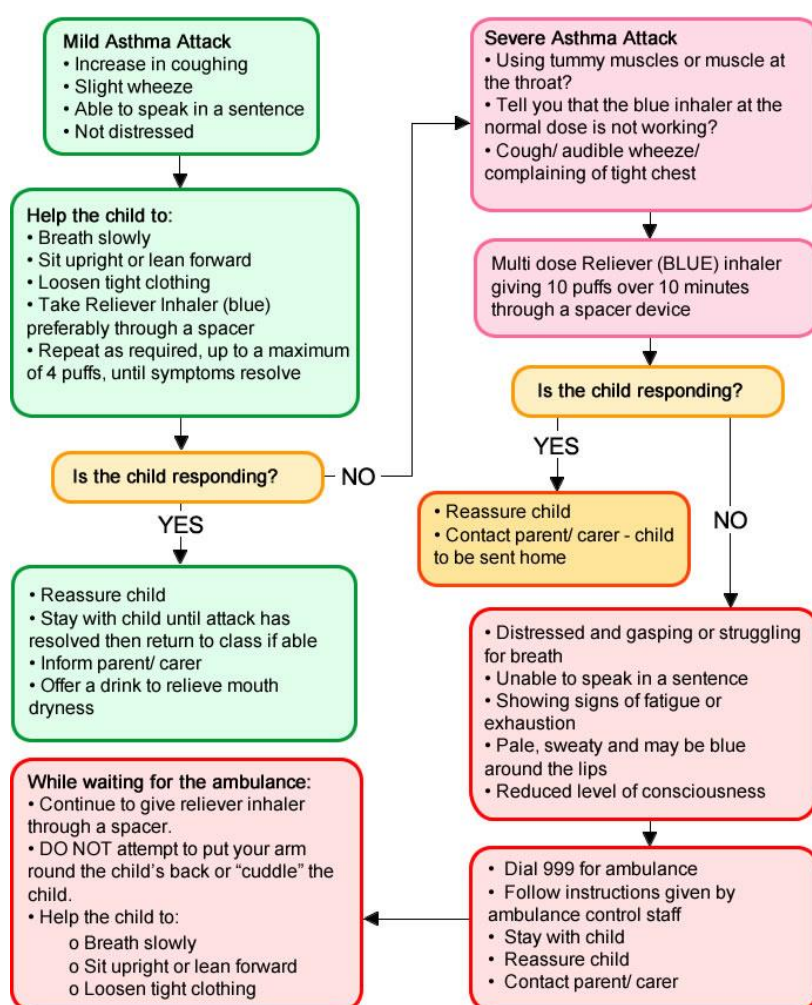 Mild Asthma Attack
• Increase in coughing
• Slight wheeze
• Able to speak in a sentence
• Not distressed
Help the child to:
• Breath slowly
• Sit upright or lean forward
• Loosen tight clothing
• Take Reliever Inhaler (blue)
preferably through a spacer
• Repeat as required, up to a maximum
of 4 puffs, until symptoms resolve
Is the child responding?
NO
YES
• Reassure child
• Stay with child until attack has
resolved then return to class if able
• Inform parent/ carer
• Offer a drink to relieve mouth
dryness
Severe Asthma Attack
• Using tummy muscles or muscle at
the throat?
• Tell you that the blue inhaler at the
normal dose is not working?
• Cough/ audible wheeze/
complaining of tight chest
Multi dose Reliever (BLUE) inhaler
giving 10 puffs over 10 minutes
through a spacer device
Is the child responding?
YES
• Reassure child
• Contact parent/ carer - child
to be sent home
NO
• Distressed and gasping or struggling
for breath
• Unable to speak in a sentence
• Showing signs of fatigue or
exhaustion
• Pale, sweaty and may be blue
around the lips
• Reduced level of consciousness
• Dial 999 for ambulance
• Follow instructions given by
ambulance control staff
• Stay with child
• Reassure child
• Contact parent/ carer
While waiting for the ambulance:
• Continue to give reliever inhaler
through a spacer.
• DO NOT attempt to put your arm
round the child's back or “cuddle” the
child.
• Help the child to:
o Breath slowly
o Sit upright or lean forward
o Loosen tight clothing